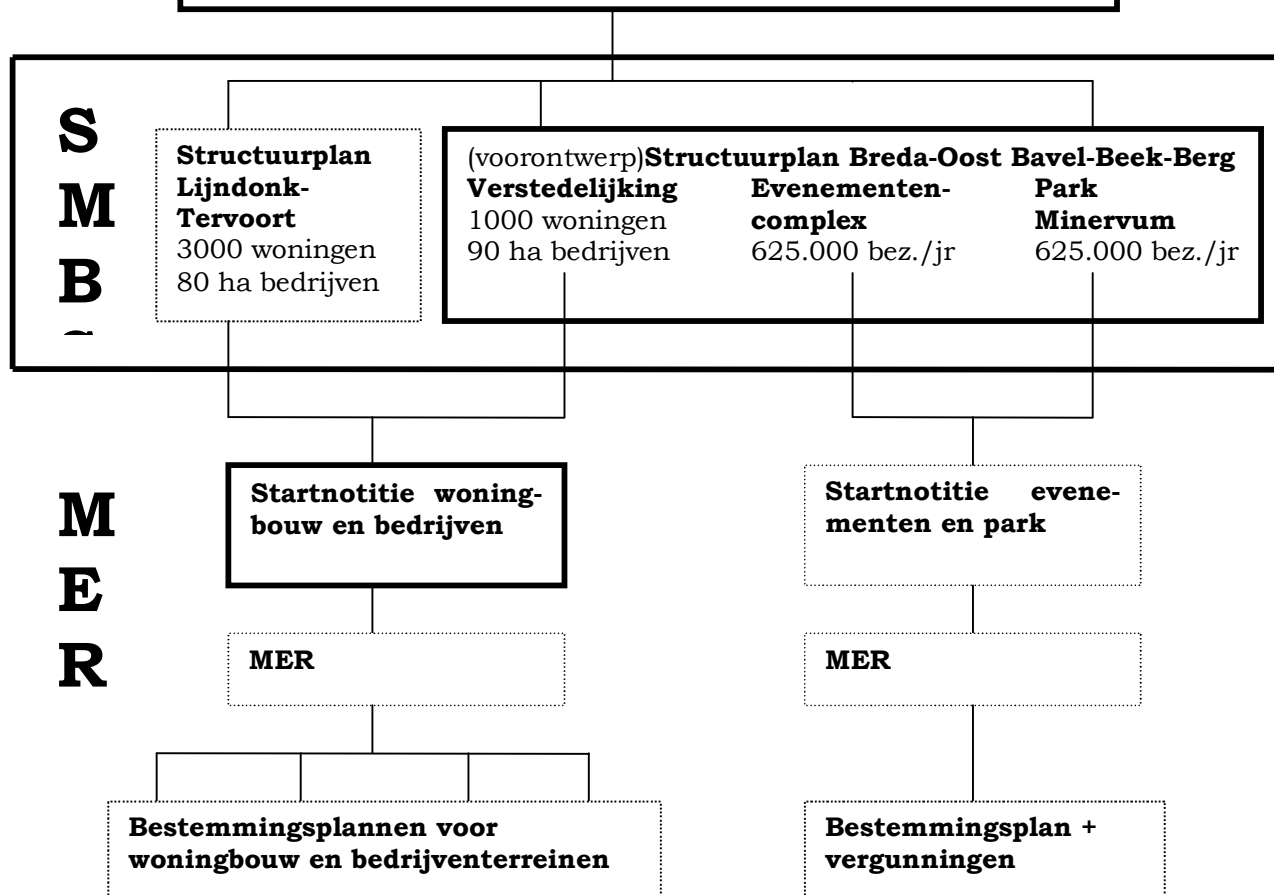 S
M
B
Structuurplan
Lijndonk-
Tervoort
3000 woningen
80 ha bedrijven
(voorontwerp)Structuurplan Breda-Oost Bavel-Beek-Berg
Verstedelijking
1000 woningen
90 ha bedrijven
Evenementen-
complex
625.000 bez./jr
Park
Minervum
625.000 bez./jr
M
E
R
Startnotitie woning-
bouw en bedrijven
Startnotitie evene-
menten en park
MER
MER
Bestemmingsplannen voor
woningbouw en bedrijventerreinen
Bestemmingsplan +
vergunningen